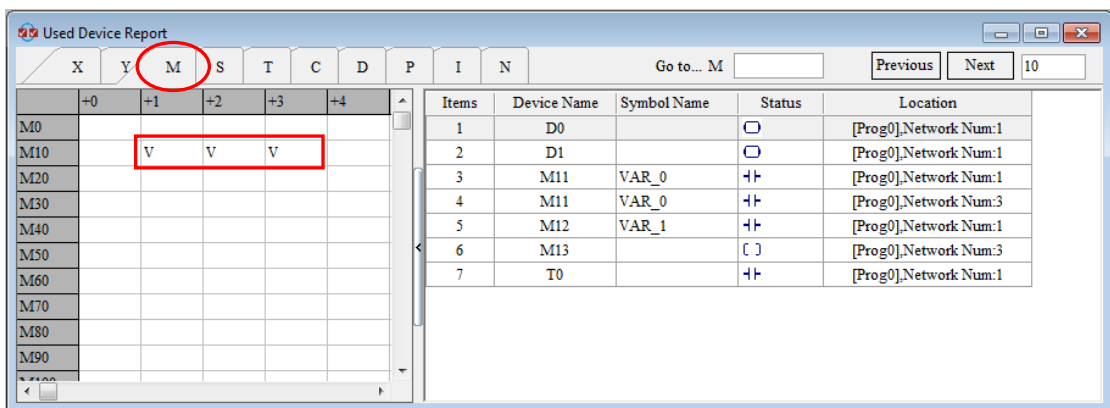 Used Device Report
X Y M S T C D P I N Go to... M Previous Next 10
+0 +1 +2 +3 +4 Items Device Name Symbol Name Status Location
M0 1 D0 [Prog0],Network Num:1
M10 V V V 2 D1 [Prog0],Network Num:1
M20 3 M11 VAR_0 [Prog0],Network Num:1
M30 4 M11 VAR_0 [Prog0],Network Num:3
M40 5 M12 VAR_1 [Prog0],Network Num:1
M50 6 M13 [Prog0],Network Num:3
M60 7 T0 [Prog0],Network Num:1
M70
M80
M90